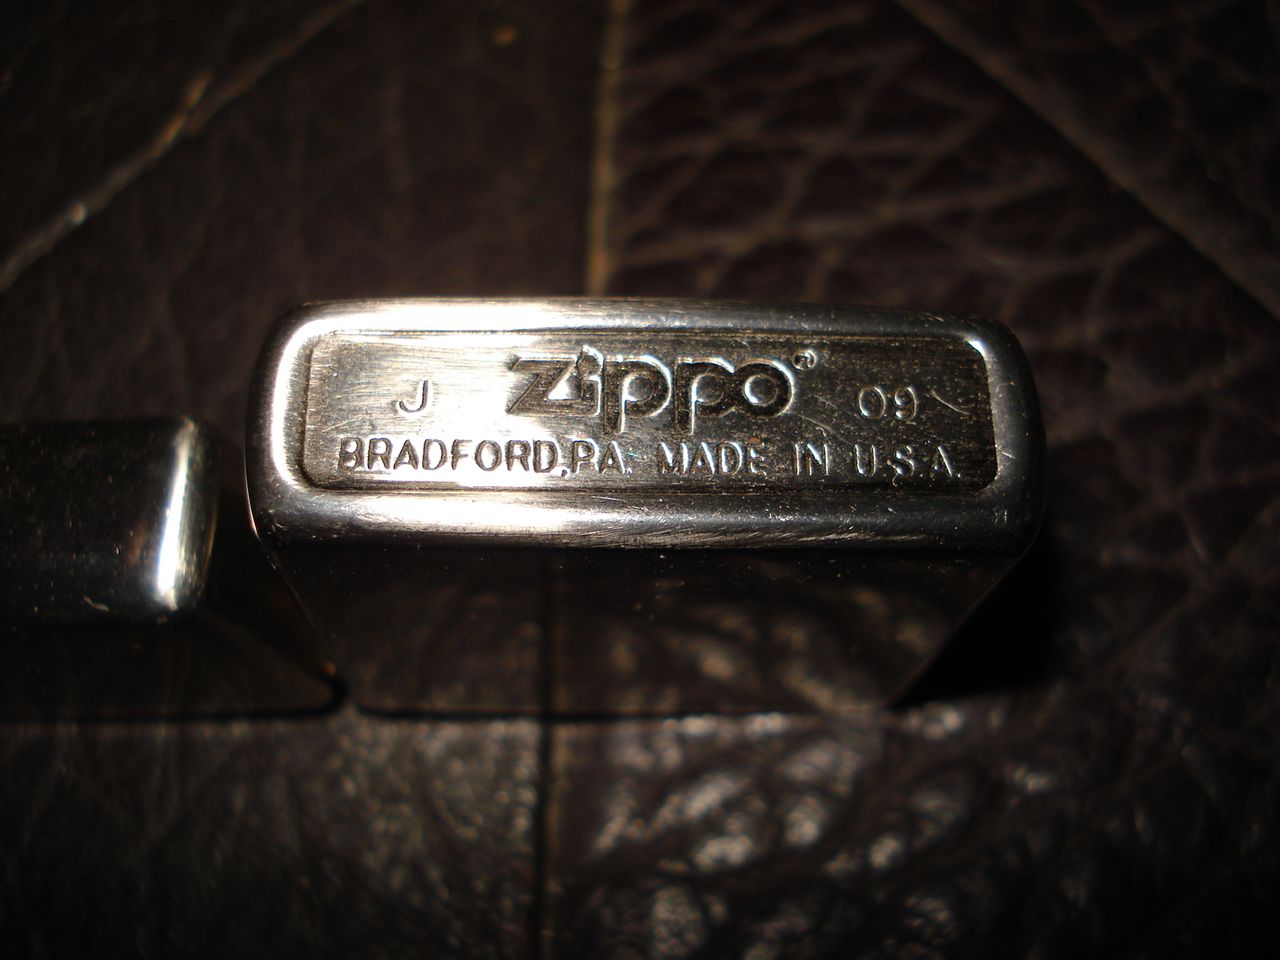 J Zippo® 09
BRADFORD,PA. MADE IN U.S.A.